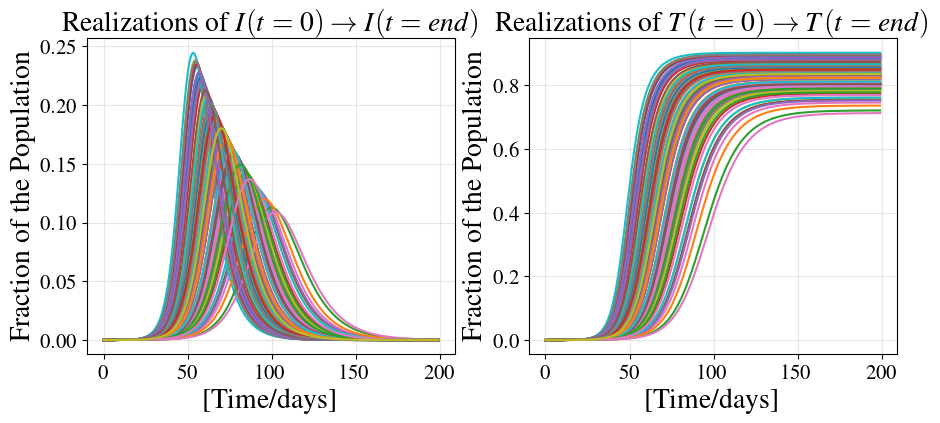 Realizations of I(t = 0) → I(t = end)
Fraction of the Population
0.25
0.20
0.15
0.10
0.05
0.00
0 50 100 150 200
[Time/days]
Realizations of T(t = 0) → T(t = end)
Fraction of the Population
0.8
0.6
0.4
0.2
0.0
0 50 100 150 200
[Time/days]